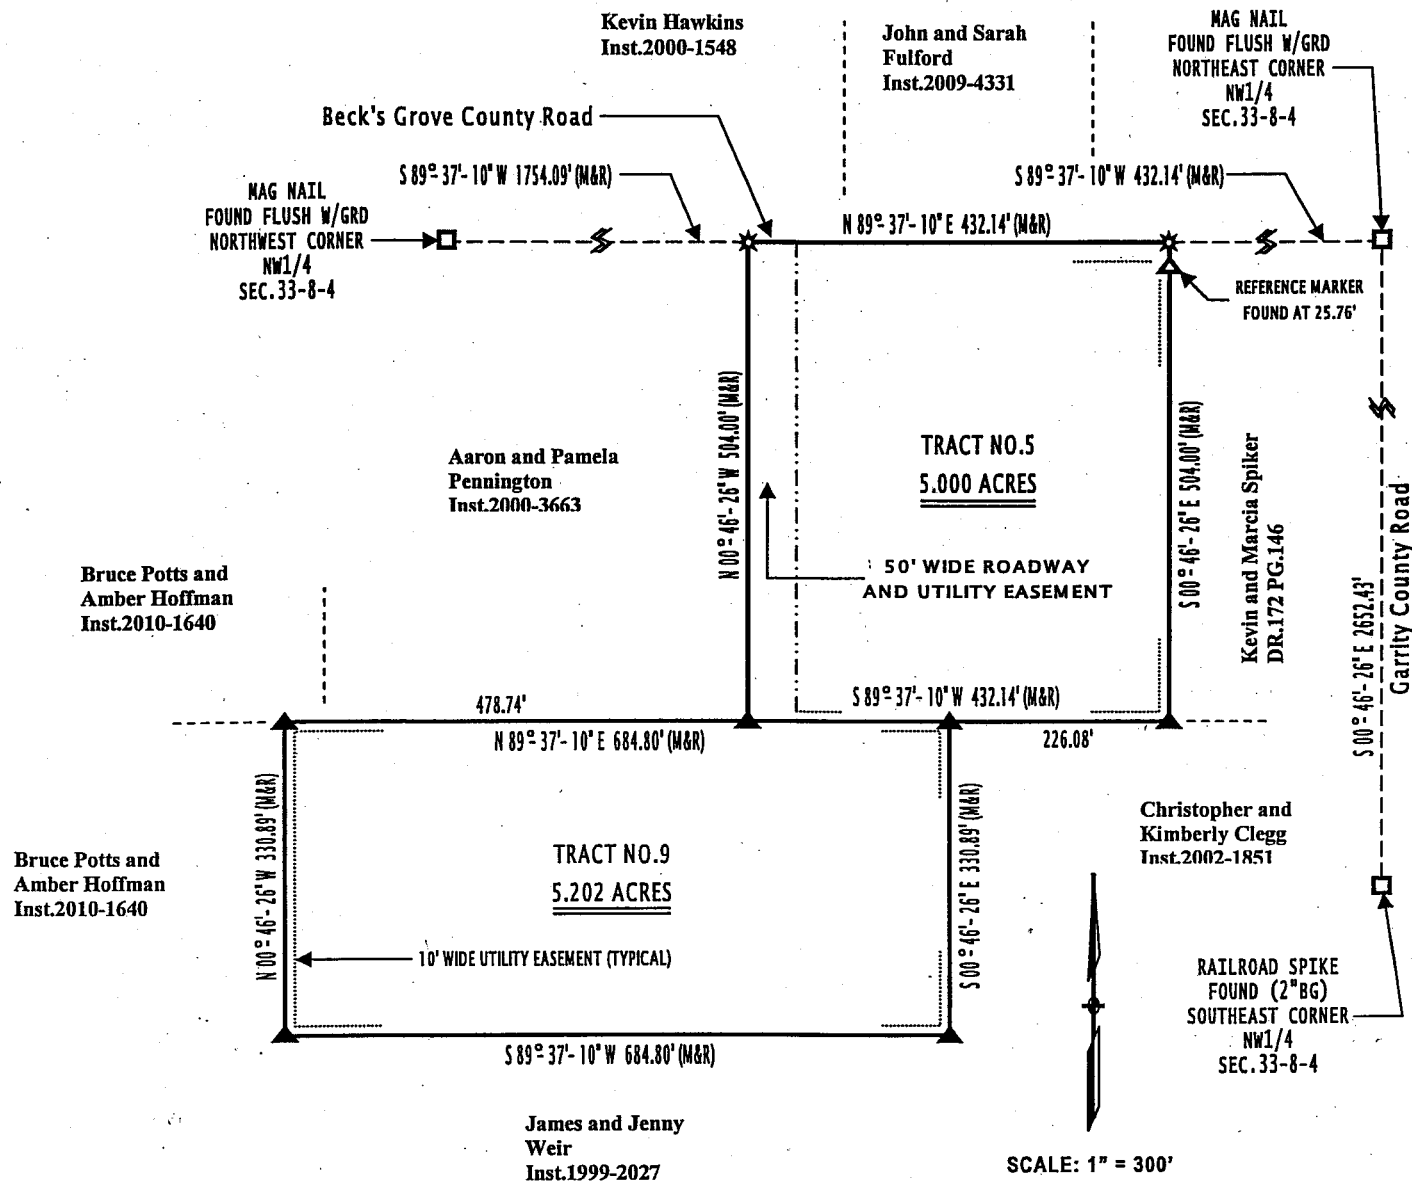 Kevin Hawkins
Inst.2000-1548
John and Sarah
Fulford
Inst.2009-4331
MAG NAIL
FOUND FLUSH W/GRD
NORTHEAST CORNER
NW1/4
SEC.33-8-4
Beck's Grove County Road
S 89°-37'-10" W 1754.09' (M&R)
S 89°-37'-10" W 432.14' (M&R)
MAG NAIL
FOUND FLUSH W/GRD
NORTHWEST CORNER
NW1/4
SEC.33-8-4
N 89°-37'-10" E 432.14' (M&R)
REFERENCE MARKER
FOUND AT 25.76'
N 00°-46'-26" W 504.00' (M&R)
TRACT NO.5
5.000 ACRES
S 00°-46'-26" E 504.00' (M&R)
Kevin and Marcia Spiker
DR.172 PG.146
S 00°-46'-26" E 2652.43'
Garrity County Road
Aaron and Pamela
Pennington
Inst.2000-3663
50' WIDE ROADWAY
AND UTILITY EASEMENT
Bruce Potts and
Amber Hoffman
Inst.2010-1640
478.74'
S 89°-37'-10" W 432.14' (M&R)
N 89°-37'-10" E 684.80' (M&R)
226.08'
N 00°-46'-26" W 330.89' (M&R)
S 00°-46'-26" E 330.89' (M&R)
Christopher and
Kimberly Clegg
Inst.2002-1851
TRACT NO.9
5.202 ACRES
Bruce Potts and
Amber Hoffman
Inst.2010-1640
10' WIDE UTILITY EASEMENT (TYPICAL)
RAILROAD SPIKE
FOUND (2"BG)
SOUTHEAST CORNER
NW1/4
SEC.33-8-4
S 89°-37'-10" W 684.80' (M&R)
James and Jenny
Weir
Inst.1999-2027
SCALE: 1" = 300'